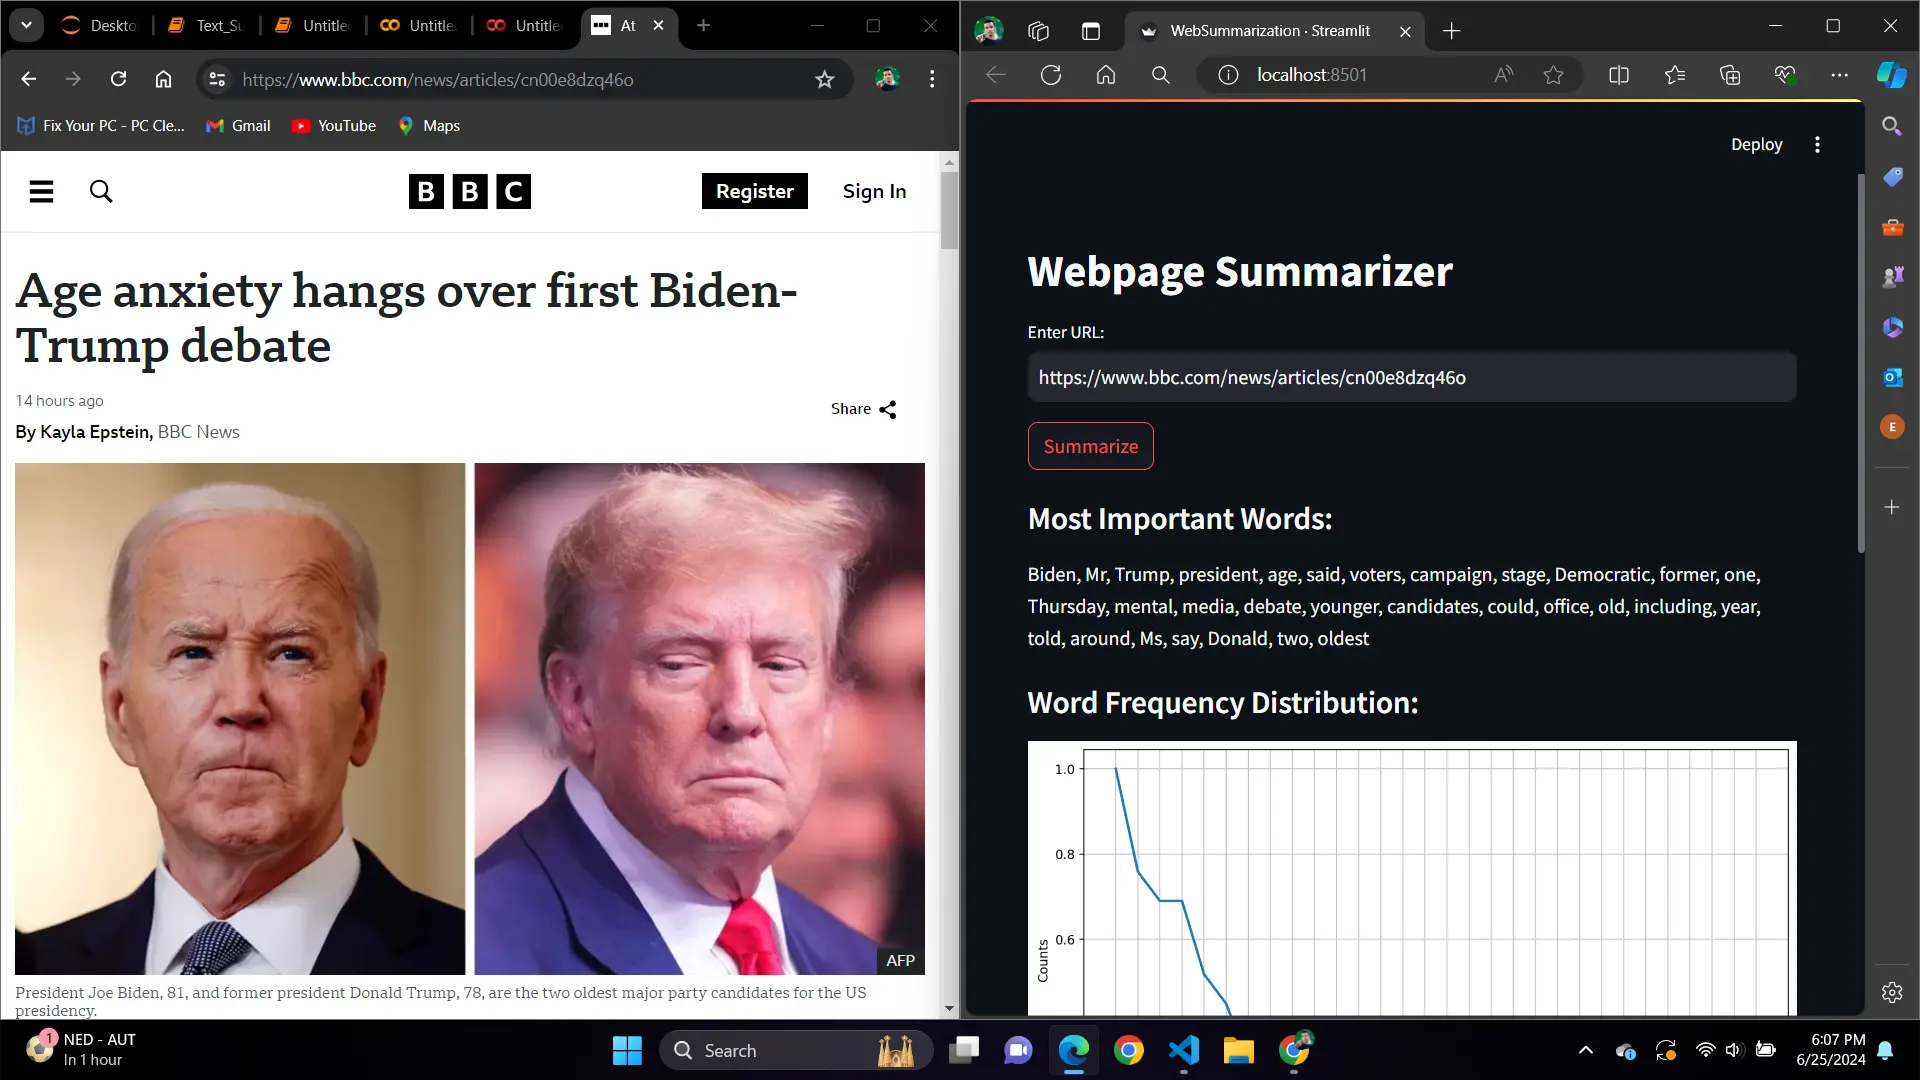 Deskto
Text_Su
Untitle
Untitle
Untitle
At
https://www.bbc.com/news/articles/cn00e8dzq46o
Fix Your PC - PC Cle...
Gmail
YouTube
Maps
BBC
Register
Sign In
Age anxiety hangs over first Biden-
Trump debate
14 hours ago
Share
By Kayla Epstein, BBC News
AFP
President Joe Biden, 81, and former president Donald Trump, 78, are the two oldest major party candidates for the US
presidency.
WebSummarization · Streamlit
localhost:8501
Deploy
Webpage Summarizer
Enter URL:
https://www.bbc.com/news/articles/cn00e8dzq46o
Summarize
Most Important Words:
Biden, Mr, Trump, president, age, said, voters, campaign, stage, Democratic, former, one,
Thursday, mental, media, debate, younger, candidates, could, office, old, including, year,
told, around, Ms, say, Donald, two, oldest
Word Frequency Distribution:
1.0
0.8
0.6
Counts
E
1
NED - AUT
In 1 hour
Search
6:07 PM
6/25/2024